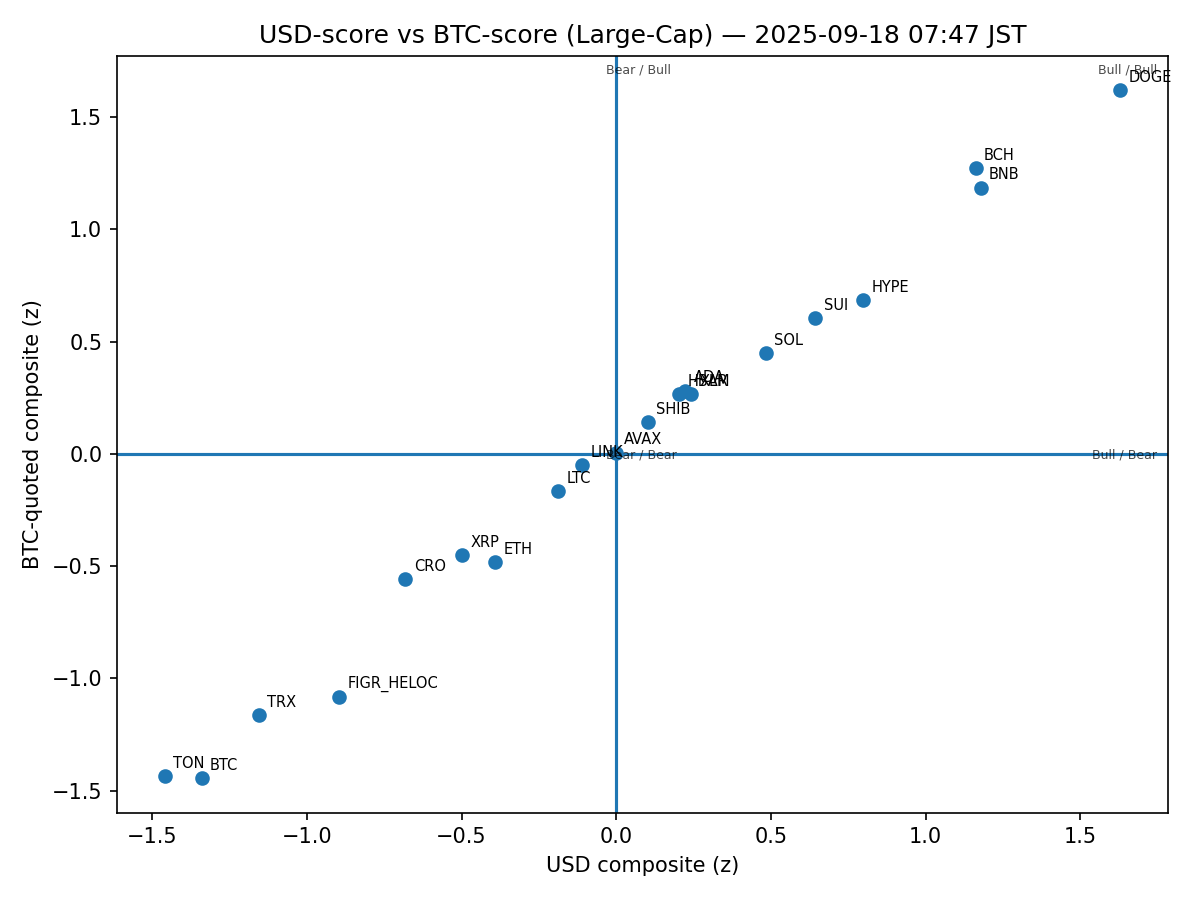 USD-score vs BTC-score (Large-Cap) — 2025-09-18 07:47 JST
Bear / Bull
Bull / Bull
DOGE
1.5
BCH
BNB
1.0
HYPE
SUI
0.5
SOL
ADA
SHIB
AVAX
0.0
LINK
Bull / Bear
LTC
XRP
ETH
−0.5
CRO
FIGR_HELOC
−1.0
TRX
TON
BTC
−1.5
−1.5
−1.0
−0.5
0.0
0.5
1.0
1.5
USD composite (z)
BTC-quoted composite (z)